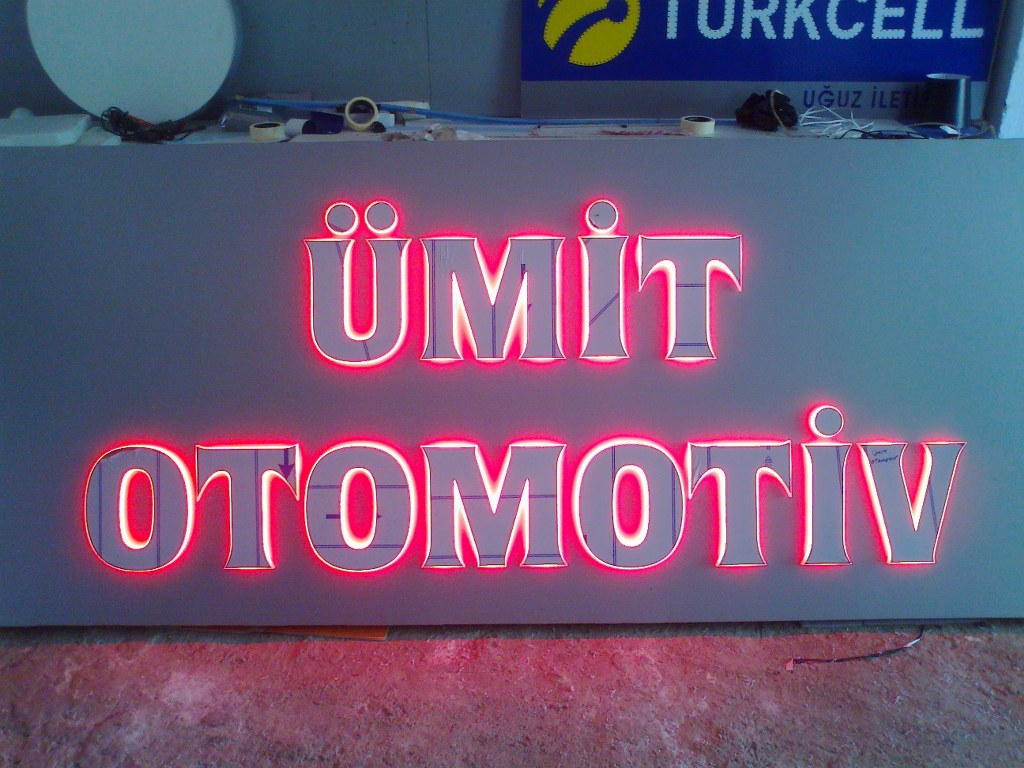 TURKCELL
UĞUZ İLETİ
ÜMİT
OTOMOTİV